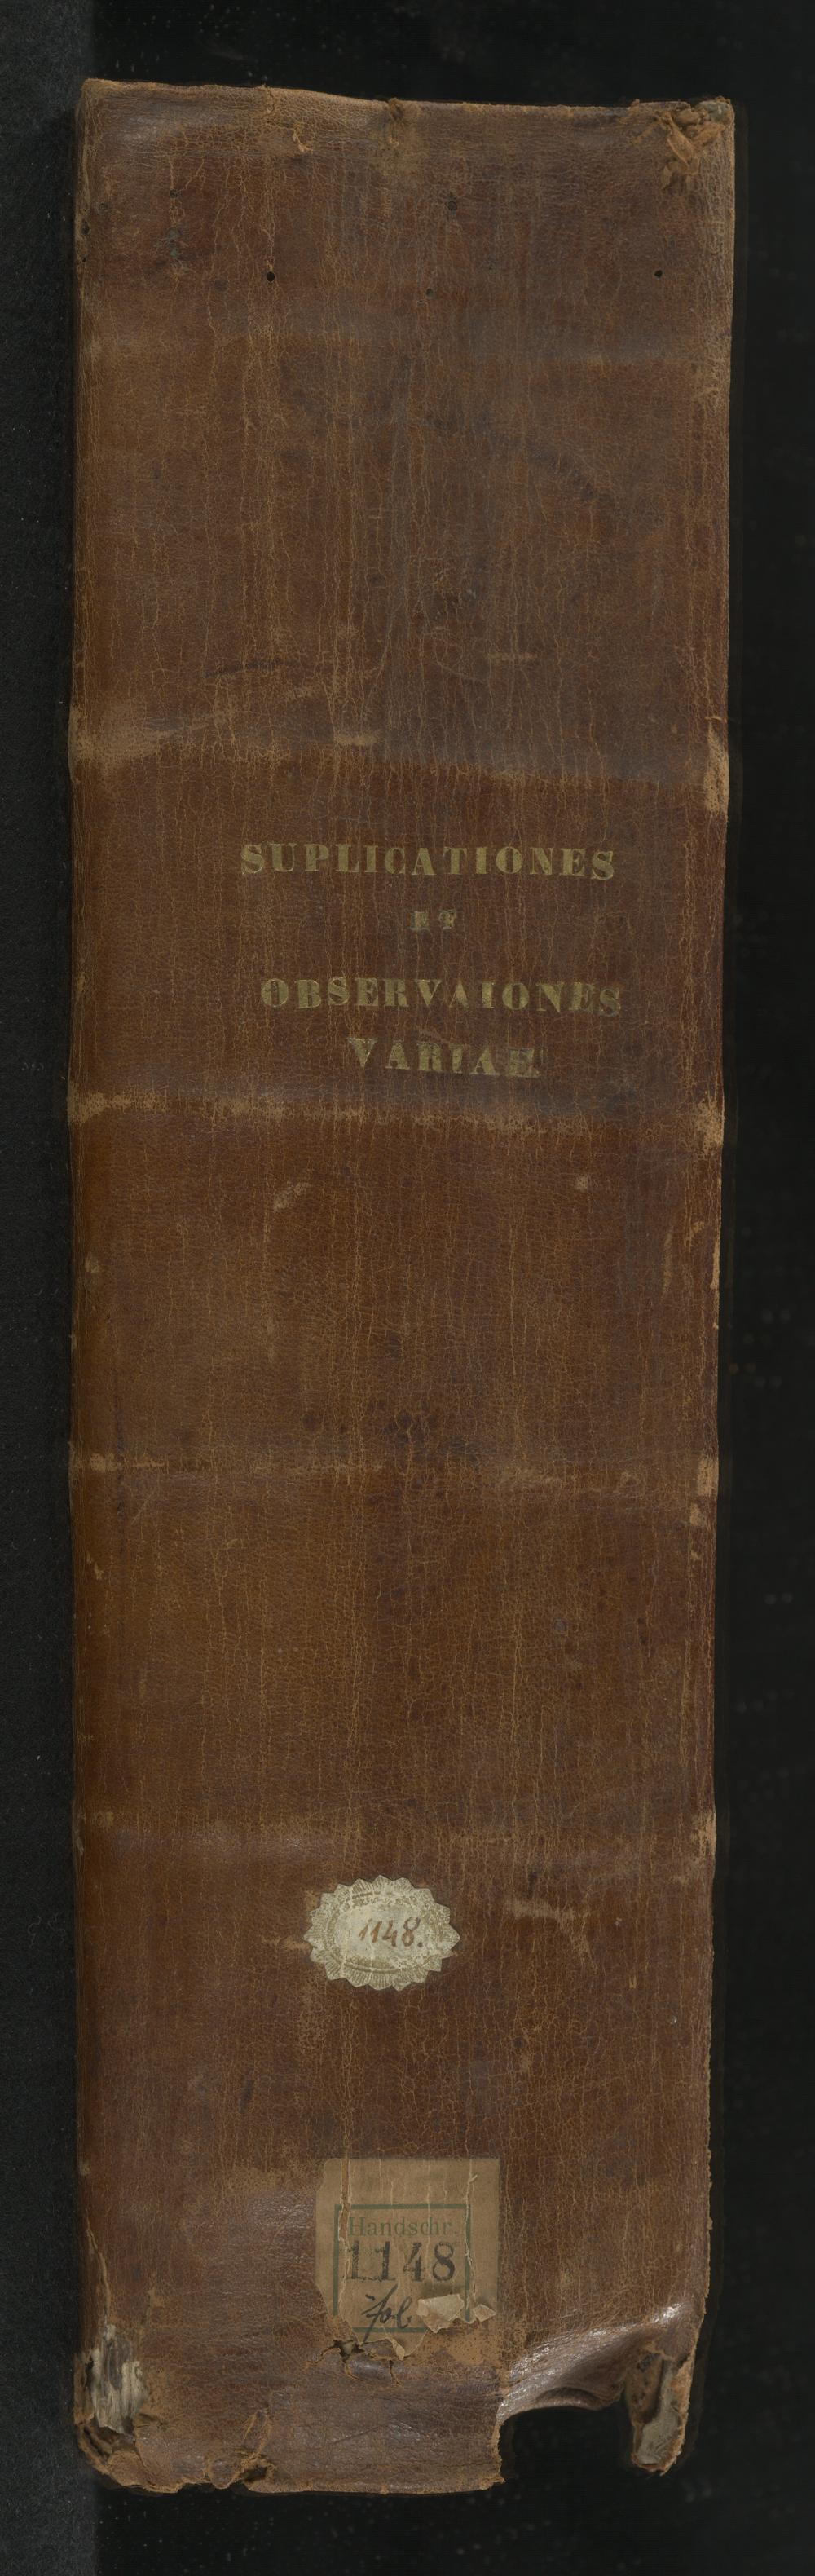 SUPLICATIONES
ET
OBSERVAIONES
VARIAE.
1148.
Handschr.
1148
Fol